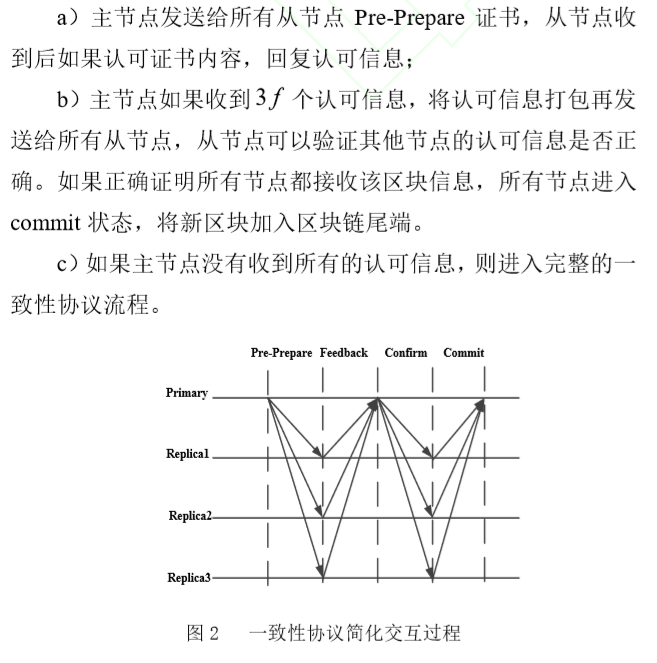 a）主节点发送给所有从节点 Pre-Prepare 证书，从节点收
到后如果认可证书内容，回复认可信息；
b）主节点如果收到 3f 个认可信息，将认可信息打包再发
送给所有从节点，从节点可以验证其他节点的认可信息是否正
确。如果正确证明所有节点都接收该区块信息，所有节点进入
commit 状态，将新区块加入区块链尾端。
c）如果主节点没有收到所有的认可信息，则进入完整的一
致性协议流程。
Pre-Prepare Feedback Confirm Commit
Primary
Replica1
Replica2
Replica3
图 2 一致性协议简化交互过程